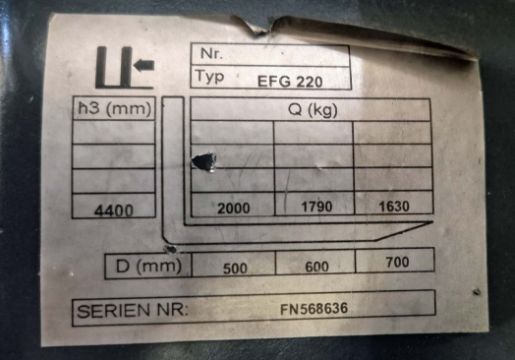 Nr.
Typ EFG 220
h3 (mm) Q (kg)
4400 2000 1790 1630
D (mm) 500 600 700
SERIEN NR: FN568636